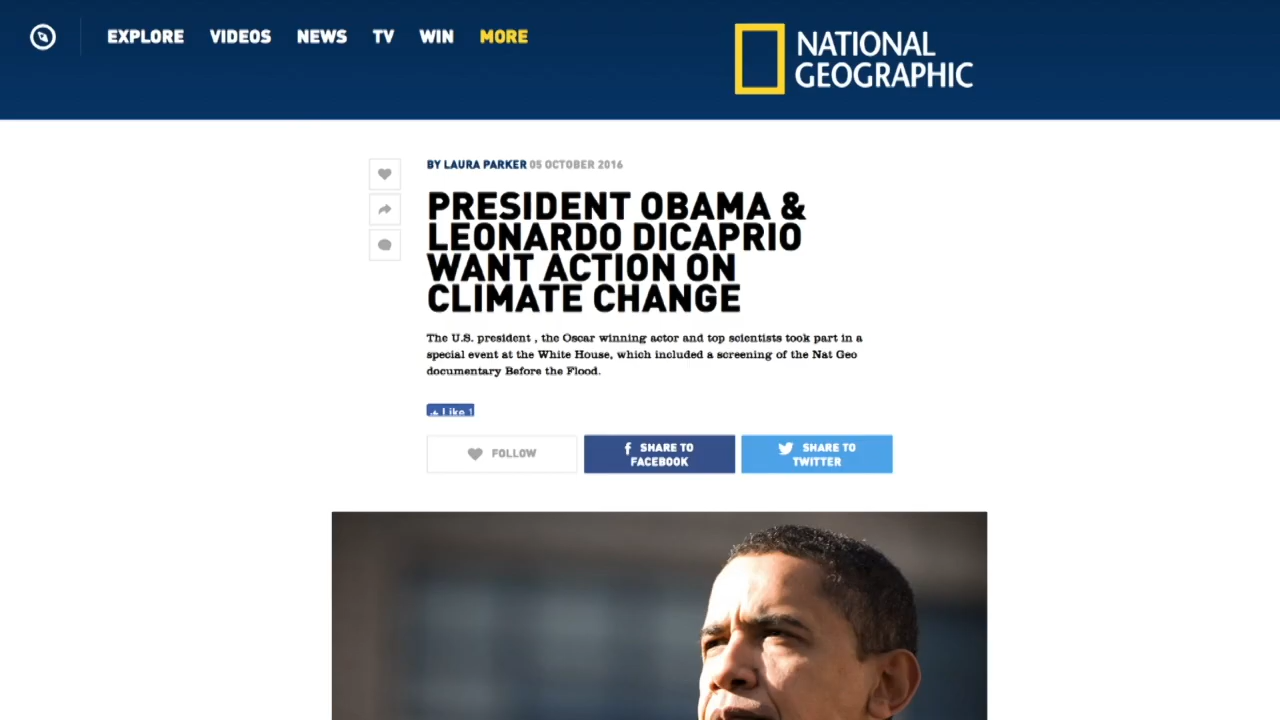 EXPLORE VIDEOS NEWS TV WIN MORE
NATIONAL
GEOGRAPHIC
BY LAURA PARKER 05 OCTOBER 2016
PRESIDENT OBAMA &
LEONARDO DICAPRIO
WANT ACTION ON
CLIMATE CHANGE
The U.S. president , the Oscar winning actor and top scientists took part in a
special event at the White House, which included a screening of the Nat Geo
documentary Before the Flood.
Like 1
FOLLOW
SHARE TO
FACEBOOK
SHARE TO
TWITTER